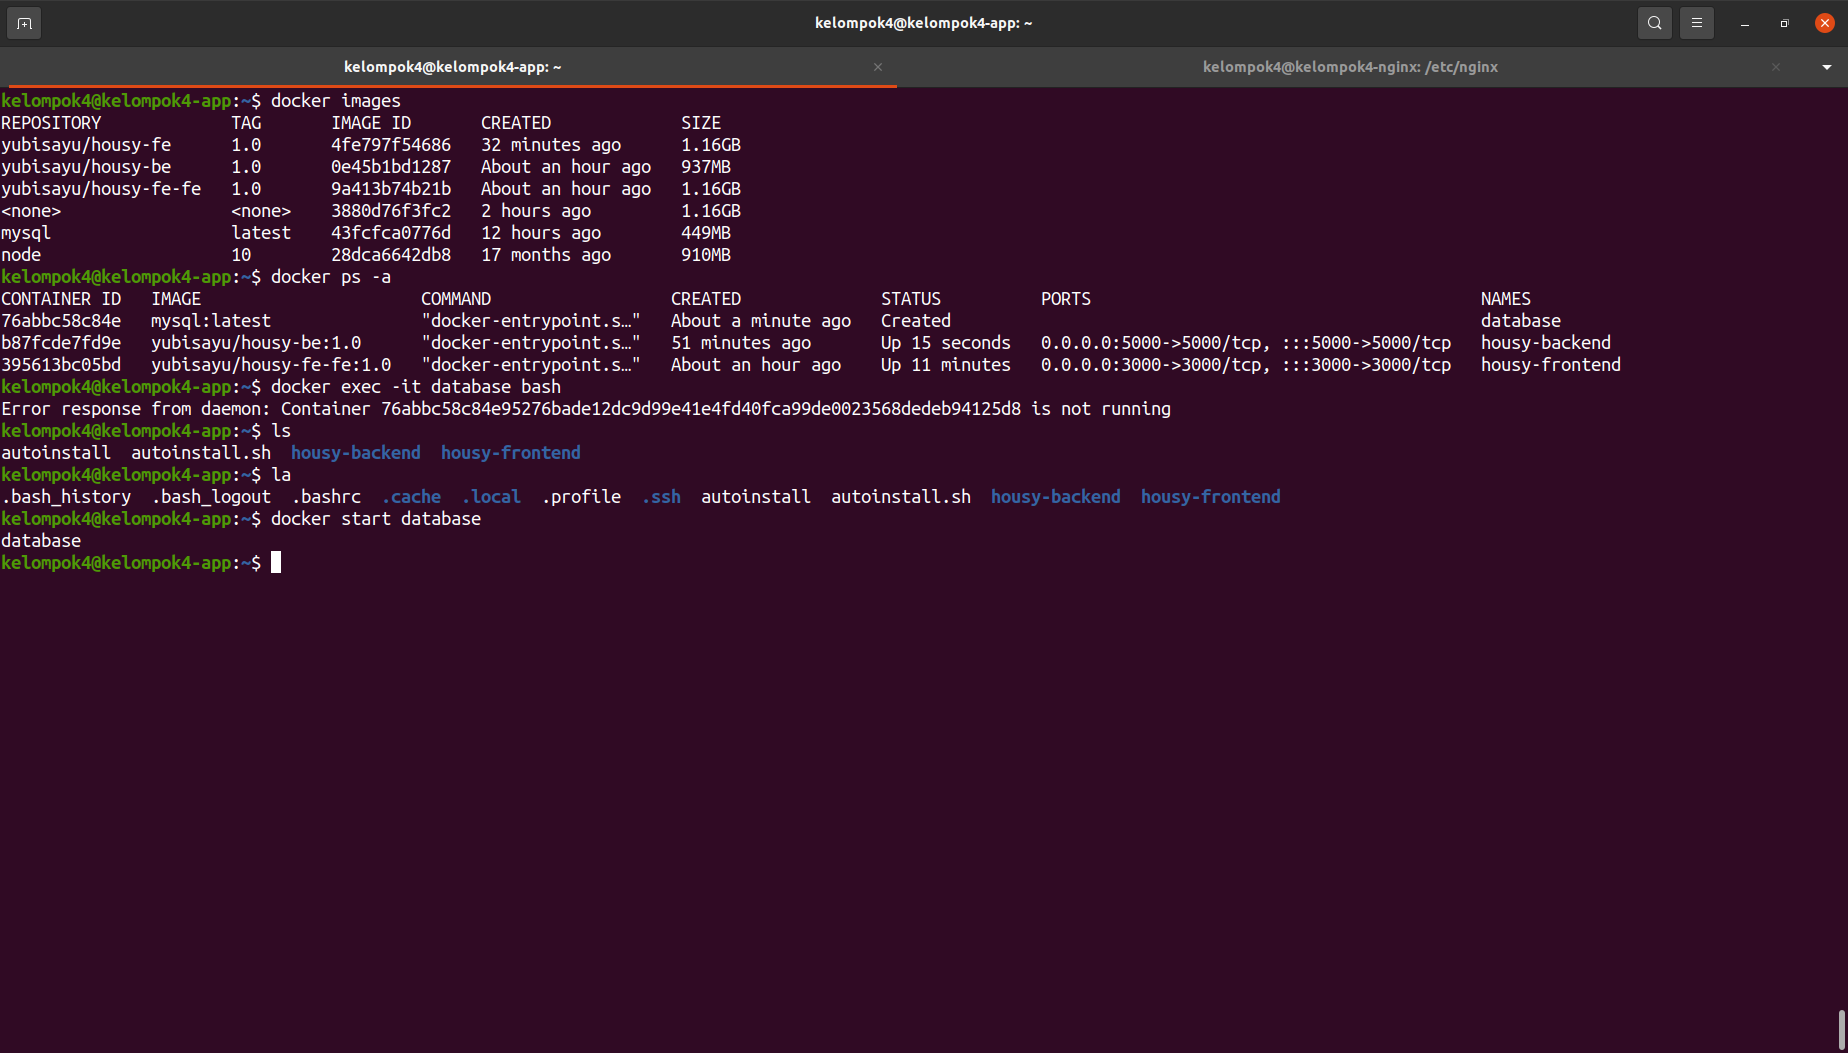 kelompok4@kelompok4-app: ~
kelompok4@kelompok4-app: ~
kelompok4@kelompok4-nginx: /etc/nginx
kelompok4@kelompok4-app:~$ docker images
REPOSITORY TAG IMAGE ID CREATED SIZE
yubisayu/housy-fe 1.0 4fe797f54686 32 minutes ago 1.16GB
yubisayu/housy-be 1.0 0e45b1bd1287 About an hour ago 937MB
yubisayu/housy-fe-fe 1.0 9a413b74b21b About an hour ago 1.16GB
<none> <none> 3880d76f3fc2 2 hours ago 1.16GB
mysql latest 43fcfca0776d 12 hours ago 449MB
node 10 28dca6642db8 17 months ago 910MB
kelompok4@kelompok4-app:~$ docker ps -a
CONTAINER ID IMAGE COMMAND CREATED STATUS PORTS NAMES
76abbc58c84e mysql:latest "docker-entrypoint.s…" About a minute ago Created database
b87fcde7fd9e yubisayu/housy-be:1.0 "docker-entrypoint.s…" 51 minutes ago Up 15 seconds 0.0.0.0:5000->5000/tcp, :::5000->5000/tcp housy-backend
395613bc05bd yubisayu/housy-fe-fe:1.0 "docker-entrypoint.s…" About an hour ago Up 11 minutes 0.0.0.0:3000->3000/tcp, :::3000->3000/tcp housy-frontend
kelompok4@kelompok4-app:~$ docker exec -it database bash
Error response from daemon: Container 76abbc58c84e95276bade12dc9d99e41e4fd40fca99de0023568dedeb94125d8 is not running
kelompok4@kelompok4-app:~$ ls
autoinstall autoinstall.sh housy-backend housy-frontend
kelompok4@kelompok4-app:~$ la
.bash_history .bash_logout .bashrc .cache .local .profile .ssh autoinstall autoinstall.sh housy-backend housy-frontend
kelompok4@kelompok4-app:~$ docker start database
database
kelompok4@kelompok4-app:~$